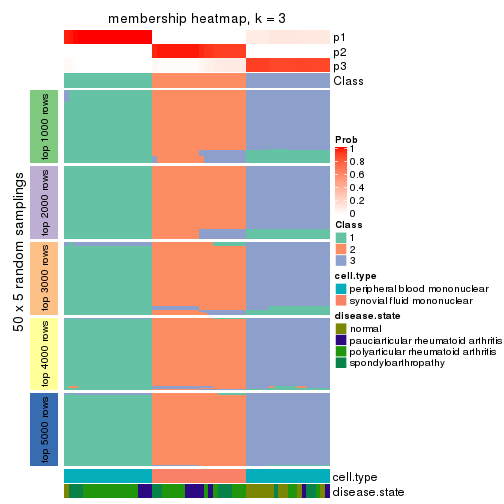 membership heatmap, k = 3
p1
p2
p3
Class
50 x 5 random samplings
top 1000 rows
top 2000 rows
top 3000 rows
top 4000 rows
top 5000 rows
cell.type
disease.state
Prob
1
0.8
0.6
0.4
0.2
0
Class
1
2
3
cell.type
peripheral blood mononuclear
synovial fluid mononuclear
disease.state
normal
pauciarticular rheumatoid arthritis
polyarticular rheumatoid arthritis
spondyloarthropathy